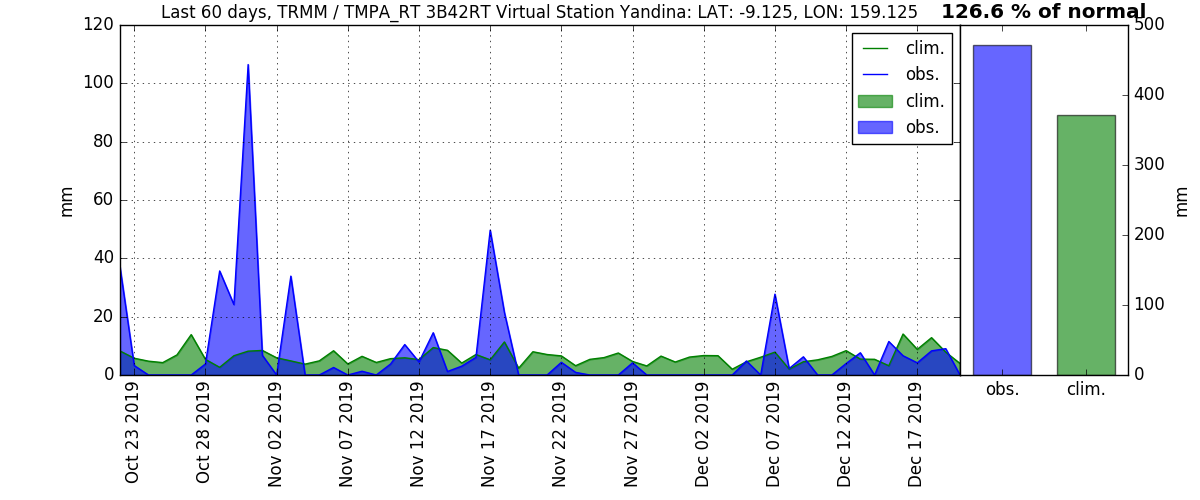 Last 60 days, TRMM / TMPA_RT 3B42RT Virtual Station Yandina: LAT: -9.125, LON: 159.125
126.6 % of normal
120
100
80
60
40
20
0
mm
clim.
obs.
clim.
obs.
500
400
300
200
100
0
mm
obs.
clim.
Oct 23 2019
Oct 28 2019
Nov 02 2019
Nov 07 2019
Nov 12 2019
Nov 17 2019
Nov 22 2019
Nov 27 2019
Dec 02 2019
Dec 07 2019
Dec 12 2019
Dec 17 2019